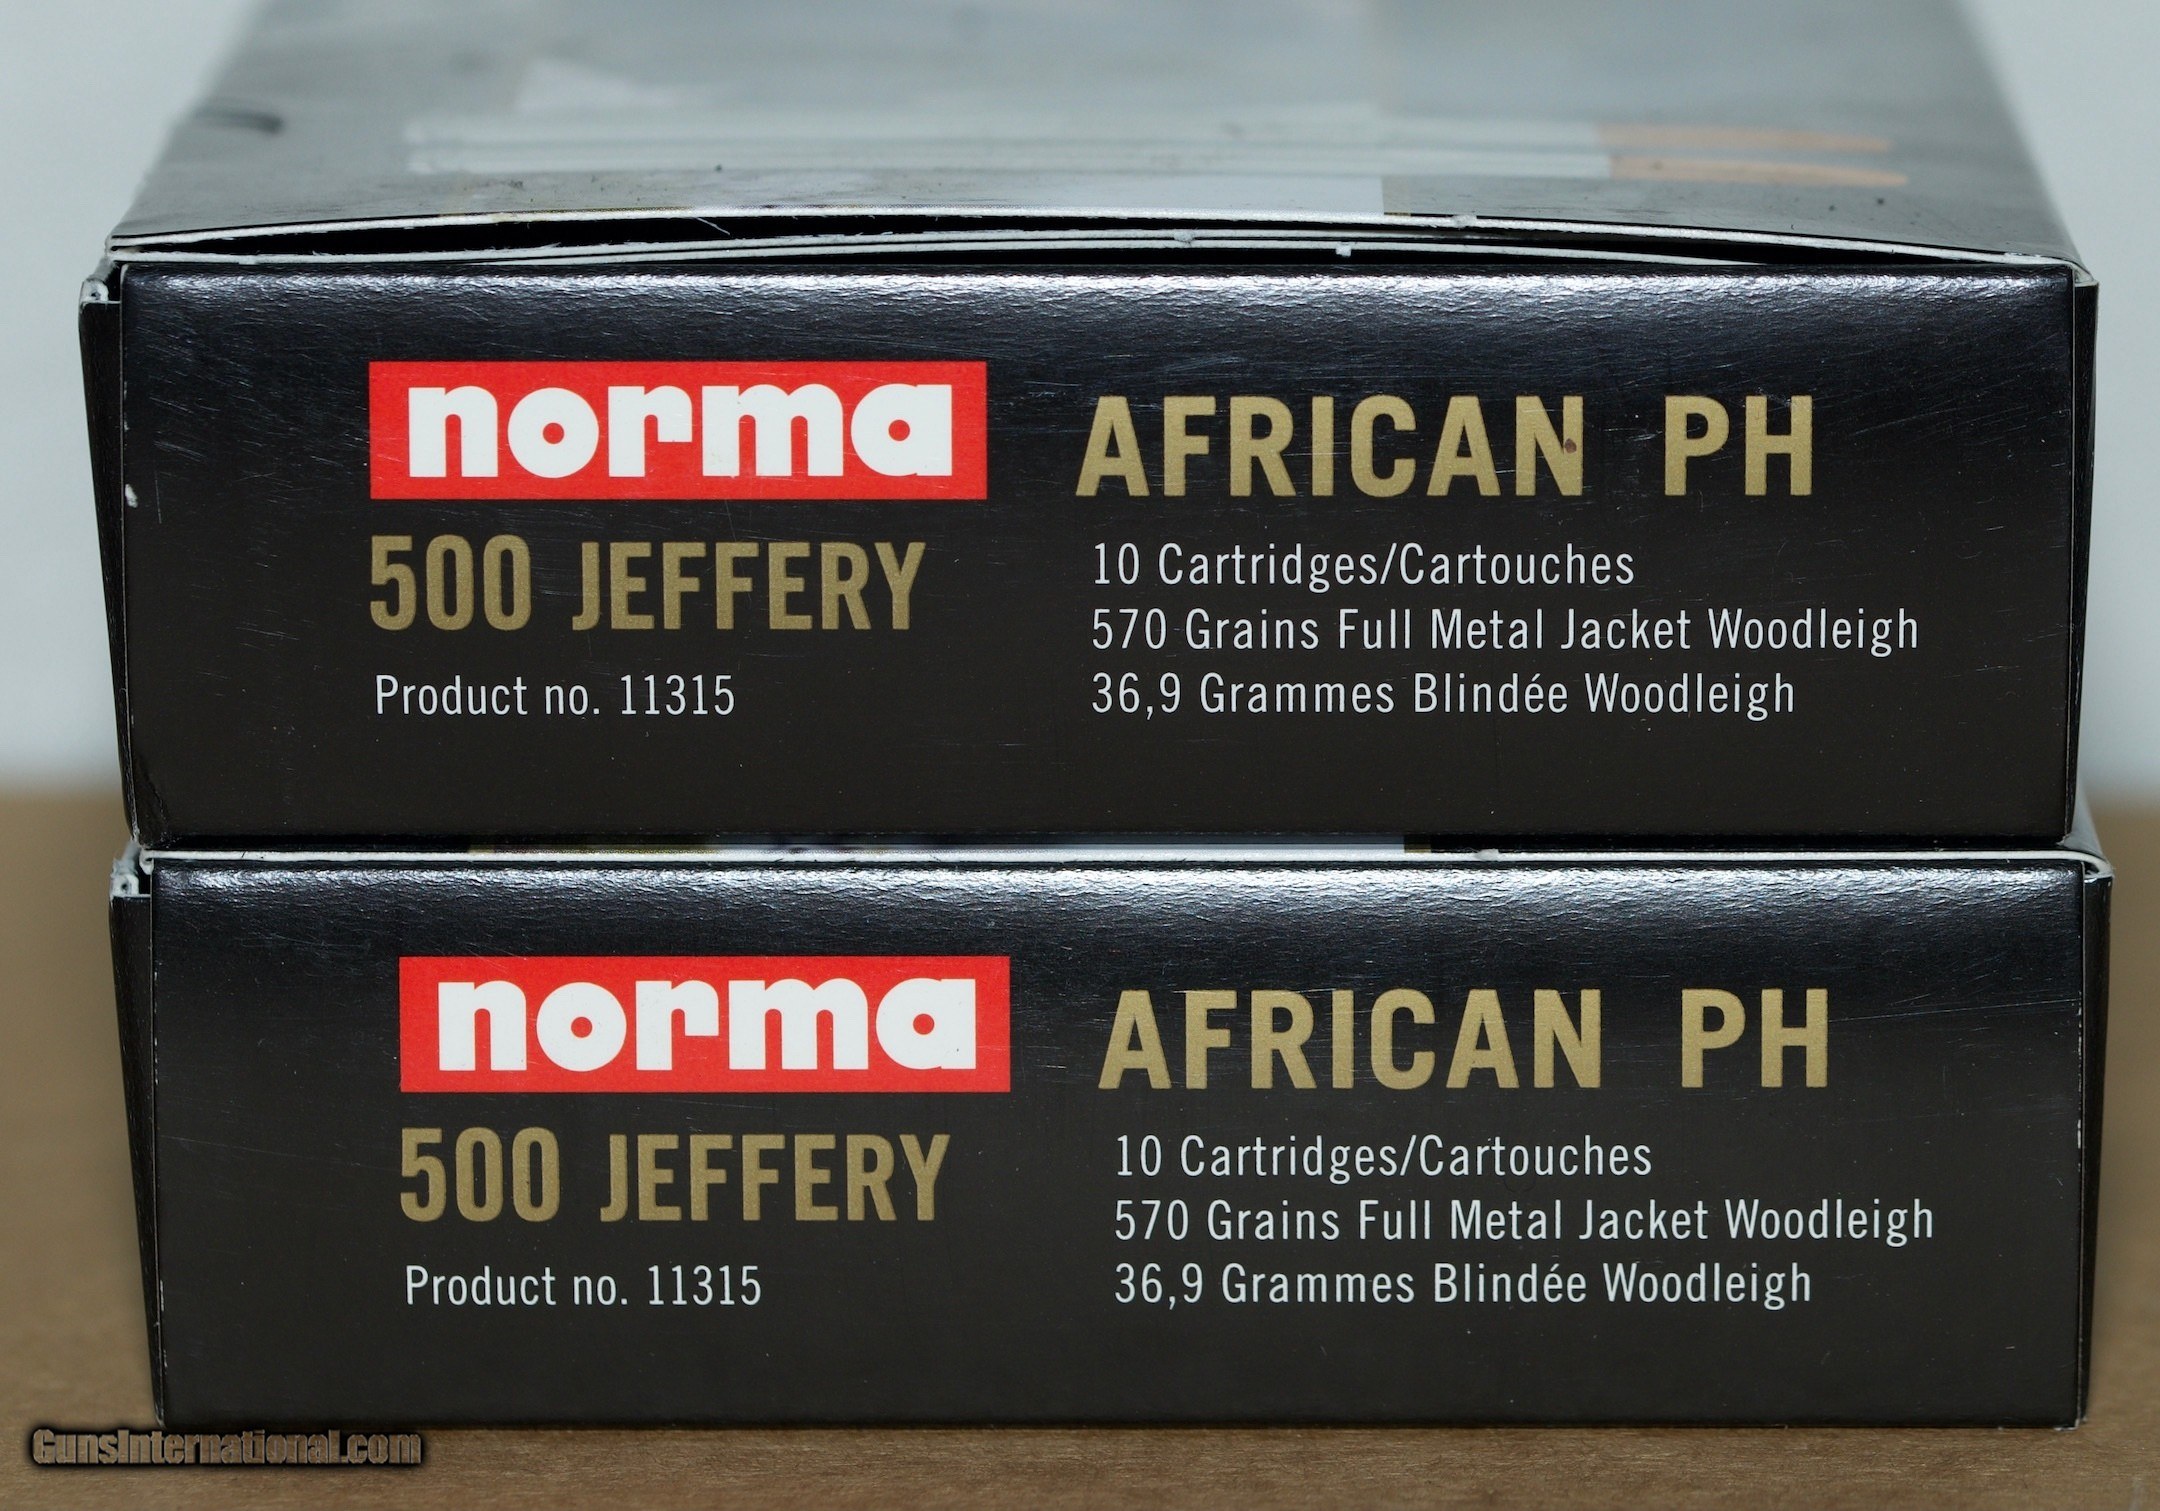 norma
AFRICAN PH
500 JEFFERY
10 Cartridges/Cartouches
570 Grains Full Metal Jacket Woodleigh
Product no. 11315
36,9 Grammes Blindée Woodleigh
norma
AFRICAN PH
500 JEFFERY
10 Cartridges/Cartouches
570 Grains Full Metal Jacket Woodleigh
Product no. 11315
36,9 Grammes Blindée Woodleigh
GunsInternational.com